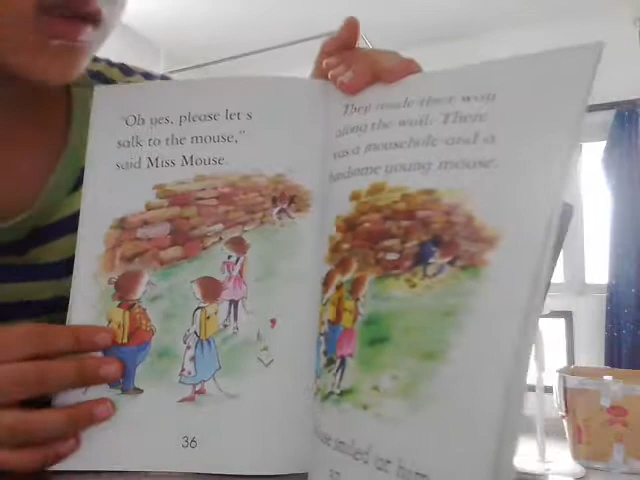 "Oh yes, please let's
talk to the mouse,"
said Miss Mouse.
36
They made their way
along the wall. There
was a mousehole and a
handsome young mouse.
smiled at him
37